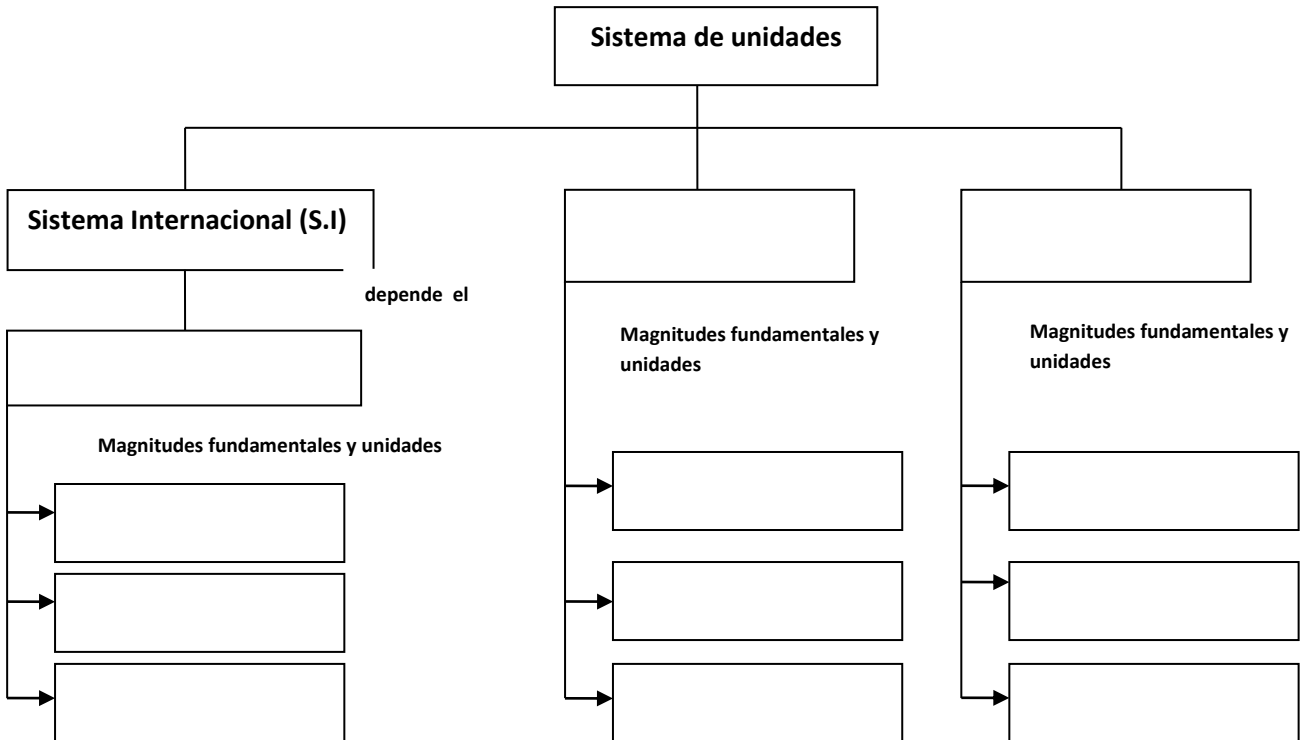 Sistema de unidades
Sistema Internacional (S.I)
depende el
Magnitudes fundamentales y unidades
Magnitudes fundamentales y
unidades
Magnitudes fundamentales y
unidades